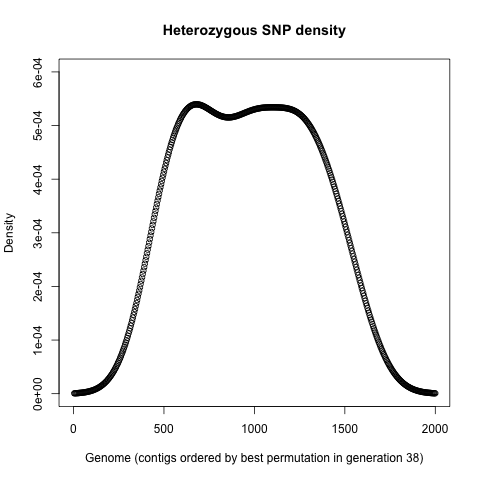 Heterozygous SNP density
Density
6e-04
5e-04
4e-04
3e-04
2e-04
1e-04
0e+00
0 500 1000 1500 2000
Genome (contigs ordered by best permutation in generation 38)